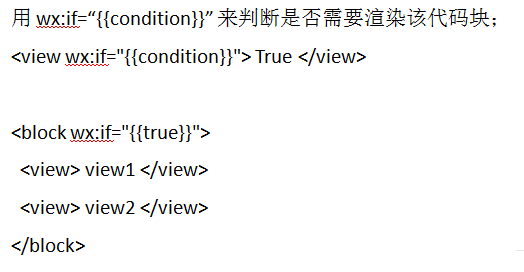 用 wx:if=“{{condition}}” 来判断是否需要渲染该代码块；
<view wx:if="{{condition}}"> True </view>
<block wx:if="{{true}}">
<view> view1 </view>
<view> view2 </view>
</block>